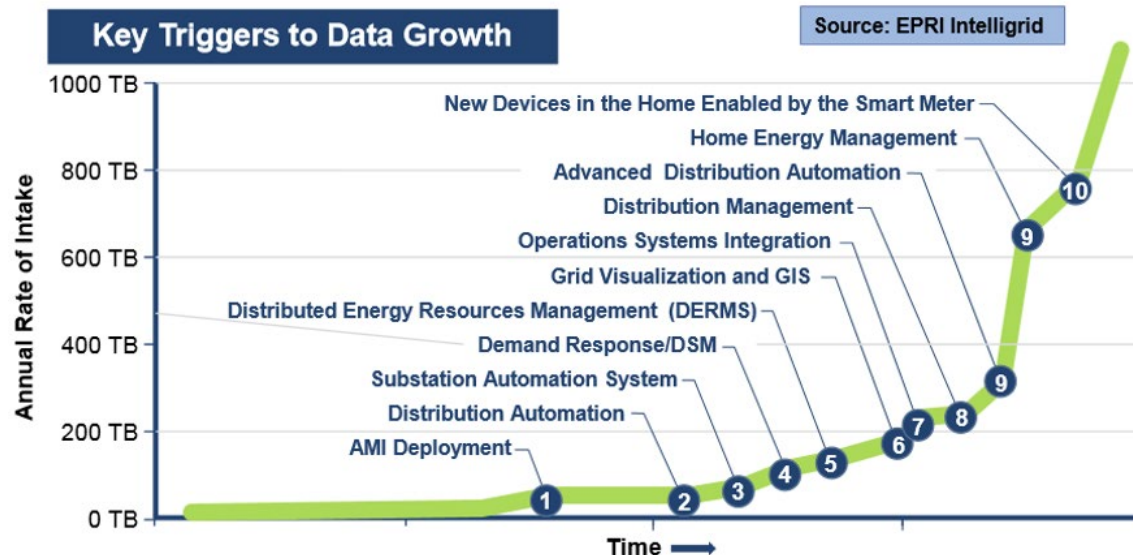 Key Triggers to Data Growth
Source: EPRI Intelligrid
1000 TB
New Devices in the Home Enabled by the Smart Meter
Home Energy Management
800 TB
10
Advanced Distribution Automation
Distribution Management
9
Operations Systems Integration
600 TB
Grid Visualization and GIS
Distributed Energy Resources Management (DERMS)
400 TB
Demand Response/DSM
Substation Automation System
9
Distribution Automation
200 TB
8
7
6
AMI Deployment
5
4
3
2
1
0 TB
Annual Rate of Intake
Time